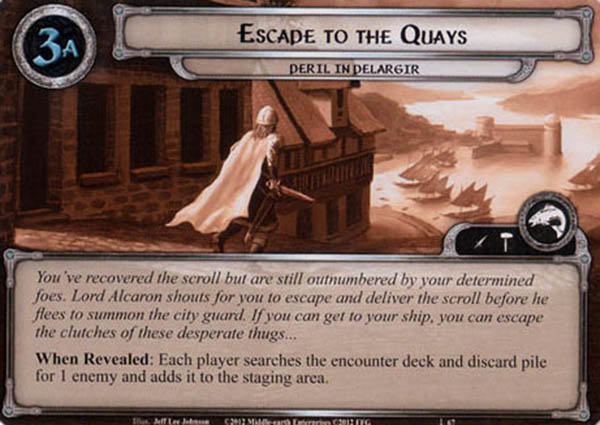 3A
Escape to the Quays
Peril in Pelargir
You've recovered the scroll but are still outnumbered by your determined
foes. Lord Alcaron shouts for you to escape and deliver the scroll before he
flees to summon the city guard. If you can get to your ship, you can escape
the clutches of these desperate thugs...
When Revealed: Each player searches the encounter deck and discard pile
for 1 enemy and adds it to the staging area.
Illus. Jeff Lee Johnson ©2012 Middle-earth Enterprises ©2012 FFG 67